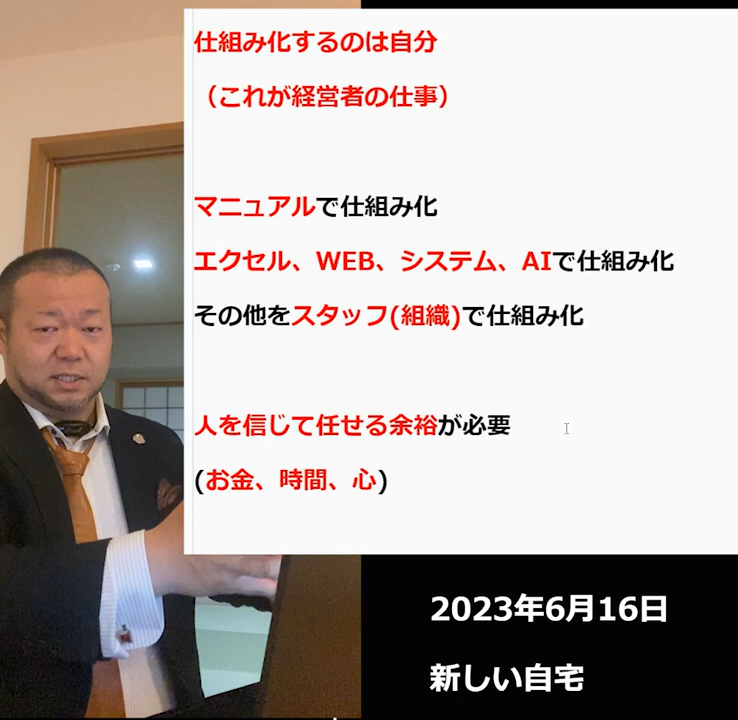 仕組み化するのは自分
（これが経営者の仕事）
マニュアルで仕組み化
エクセル、WEB、システム、AIで仕組み化
その他をスタッフ(組織)で仕組み化
人を信じて任せる余裕が必要
(お金、時間、心)
2023年6月16日
新しい自宅